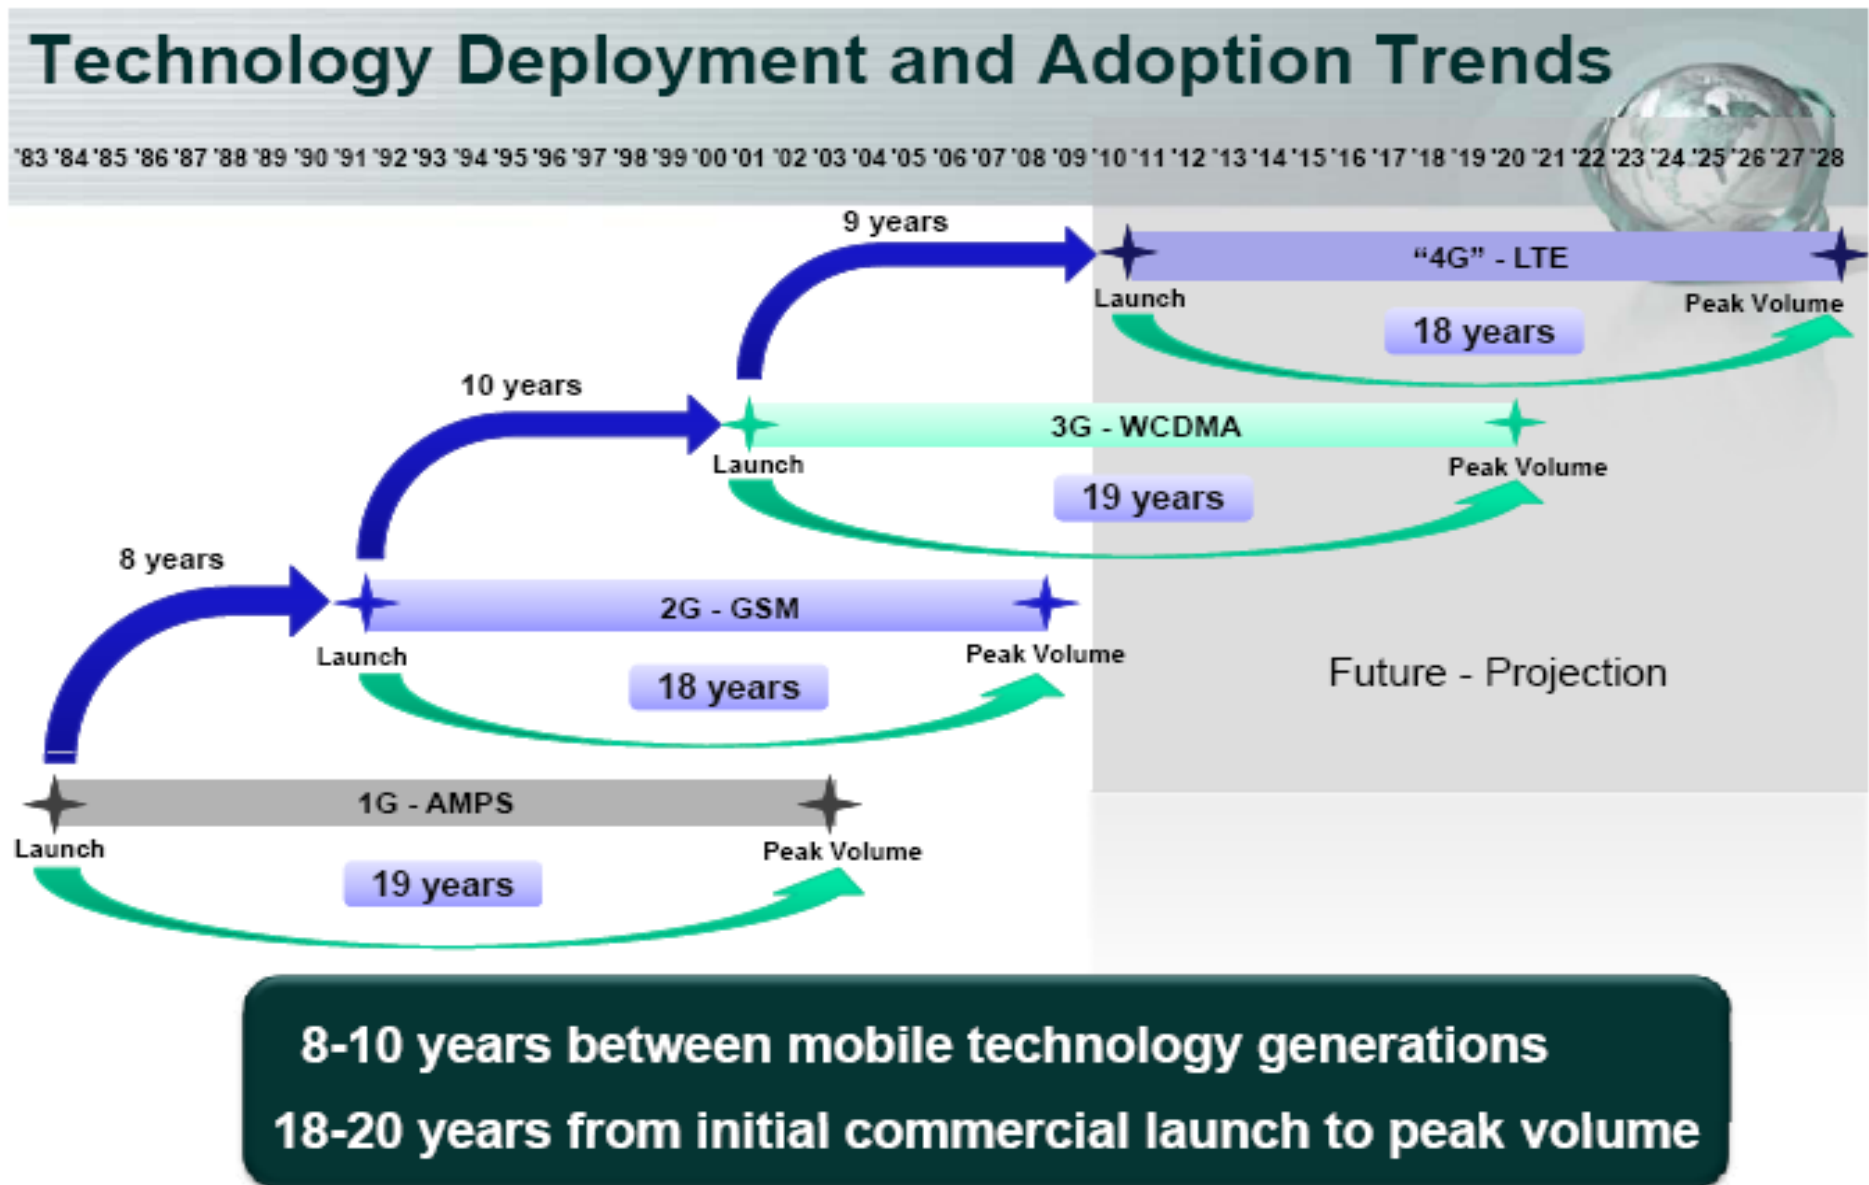 Technology Deployment and Adoption Trends
'83 '84 '85 '86 '87 '88 '89 '90 '91 '92 '93 '94 '95 '96 '97 '98 '99 '00 '01 '02 '03 '04 '05 '06 '07 '08 '09 '10 '11 '12 '13 '14 '15 '16 '17 '18 '19 '20 '21 '22 '23 '24 '25 '26 '27 '28
9 years
“4G” - LTE
Launch
Peak Volume
18 years
10 years
3G - WCDMA
Launch
Peak Volume
19 years
8 years
2G - GSM
Launch
Peak Volume
18 years
Future - Projection
1G - AMPS
Launch
Peak Volume
19 years
8-10 years between mobile technology generations
18-20 years from initial commercial launch to peak volume